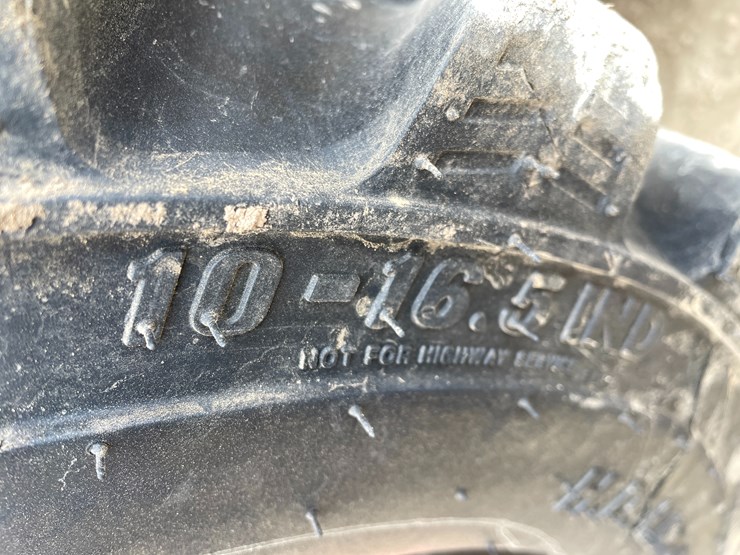 10-16.5 IND
NOT FOR HIGHWAY SERVICE